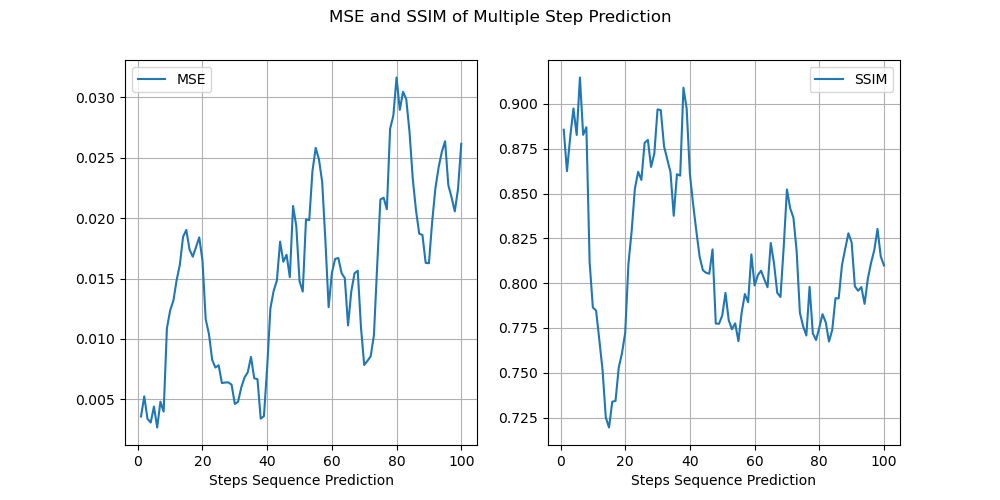 MSE and SSIM of Multiple Step Prediction
MSE
0.030
0.025
0.020
0.015
0.010
0.005
0 20 40 60 80 100
Steps Sequence Prediction
SSIM
0.900
0.875
0.850
0.825
0.800
0.775
0.750
0.725
0 20 40 60 80 100
Steps Sequence Prediction